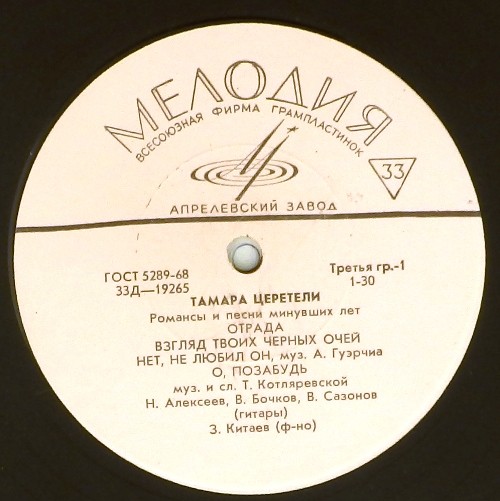 МЕЛОДИЯ
ВСЕСОЮЗНАЯ ФИРМА ГРАМПЛАСТИНОК
33
АПРЕЛЕВСКИЙ ЗАВОД
ГОСТ 5289-68
33Д—19265
Третья гр.-1
1-30
ТАМАРА ЦЕРЕТЕЛИ
Романсы и песни минувших лет
ОТРАДА
ВЗГЛЯД ТВОИХ ЧЕРНЫХ ОЧЕЙ
НЕТ, НЕ ЛЮБИЛ ОН, муз. А. Гуэрчиа
О, ПОЗАБУДЬ
муз. и сл. Т. Котляревской
Н. Алексеев, В. Бочков, В. Сазонов
(гитары)
З. Китаев (ф-но)